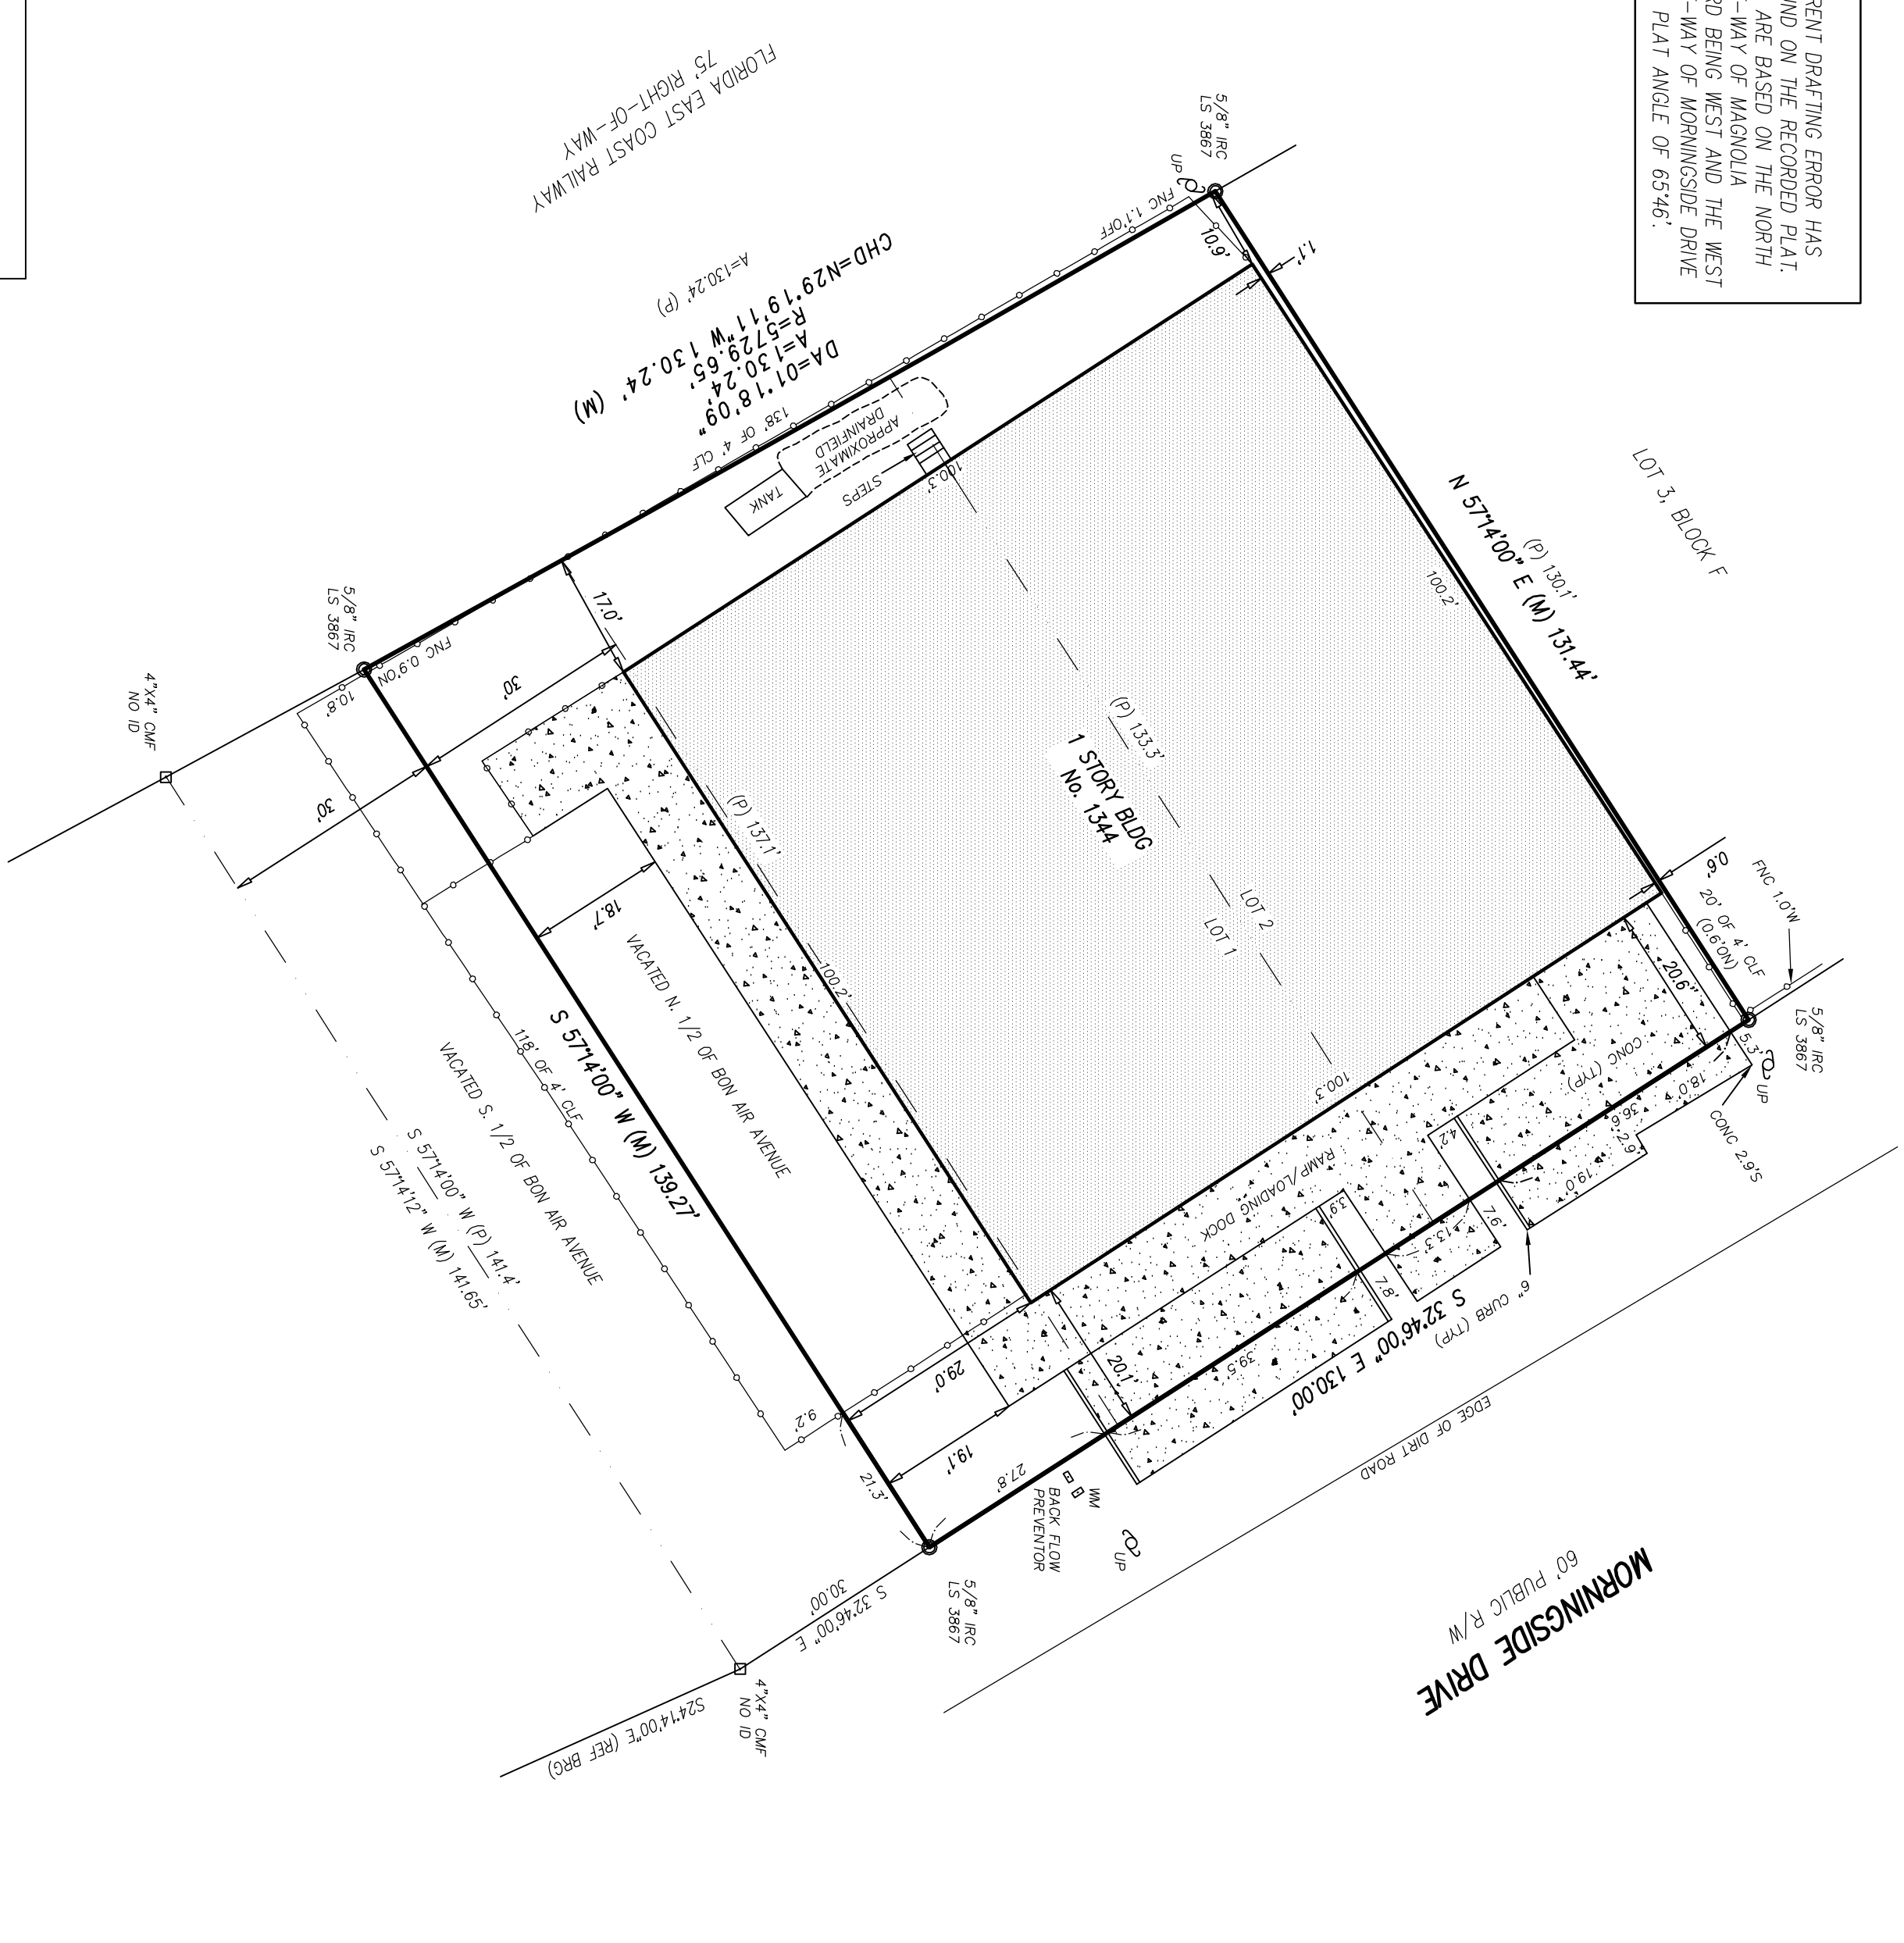 RENT DRAFTING ERROR HAS
ND ON THE RECORDED PLAT.
ARE BASED ON THE NORTH
-WAY OF MAGNOLIA
RD BEING WEST AND THE WEST
-WAY OF MORNINGSIDE DRIVE
PLAT ANGLE OF 65°46'.
FLORIDA EAST COAST RAILWAY
75' RIGHT-OF-WAY
5/8" IRC
LS 3867
UP
FNC 1.1'OFF
10.9'
1.1'
A=130.24' (P)
DA=01°18'09"
A=130.24'
R=5729.65'
CHD=N29°19'11"W 130.24' (M)
138' OF 4' CLF
APPROXIMATE
DRAINFIELD
TANK
STEPS
100.3'
LOT 3, BLOCK F
(P) 130.1'
N 57°14'00" E (M) 131.44'
100.2'
5/8" IRC
LS 3867
FNC 0.9'ON
17.0'
30'
10.8'
4"X4" CMF
NO ID
30'
(P) 133.3'
1 STORY BLDG
No. 1344
(P) 137.1'
LOT 2
LOT 1
100.2'
18.7'
VACATED N. 1/2 OF BON AIR AVENUE
S 57°14'00" W (M) 139.27'
118' OF 4' CLF
VACATED S. 1/2 OF BON AIR AVENUE
S 57°14'00" W (P) 141.4'
S 57°14'12" W (M) 141.65'
0.6'
FNC 1.0'W
20' OF 4' CLF
(0.6'ON)
20.6"
5/8" IRC
LS 3867
5.3'
UP
CONC (TYP)
18.0'
36.6'
2.9'
19.0'
CONC 2.9'S
100.3'
4.2'
RAMP/LOADING DOCK
3.9'
7.6'
13.3'
7.8'
6" CURB (TYP)
S 32°46'00" E 130.00'
39.5'
20.1'
29.0'
9.2'
19.1'
21.3'
27.8'
WM
BACK FLOW
PREVENTOR
UP
EDGE OF DIRT ROAD
MORNINGSIDE DRIVE
60' PUBLIC R/W
5/8" IRC
LS 3867
S 32°46'00" E
30.00'
4"X4" CMF
NO ID
S24°14'00"E (REF BRG)